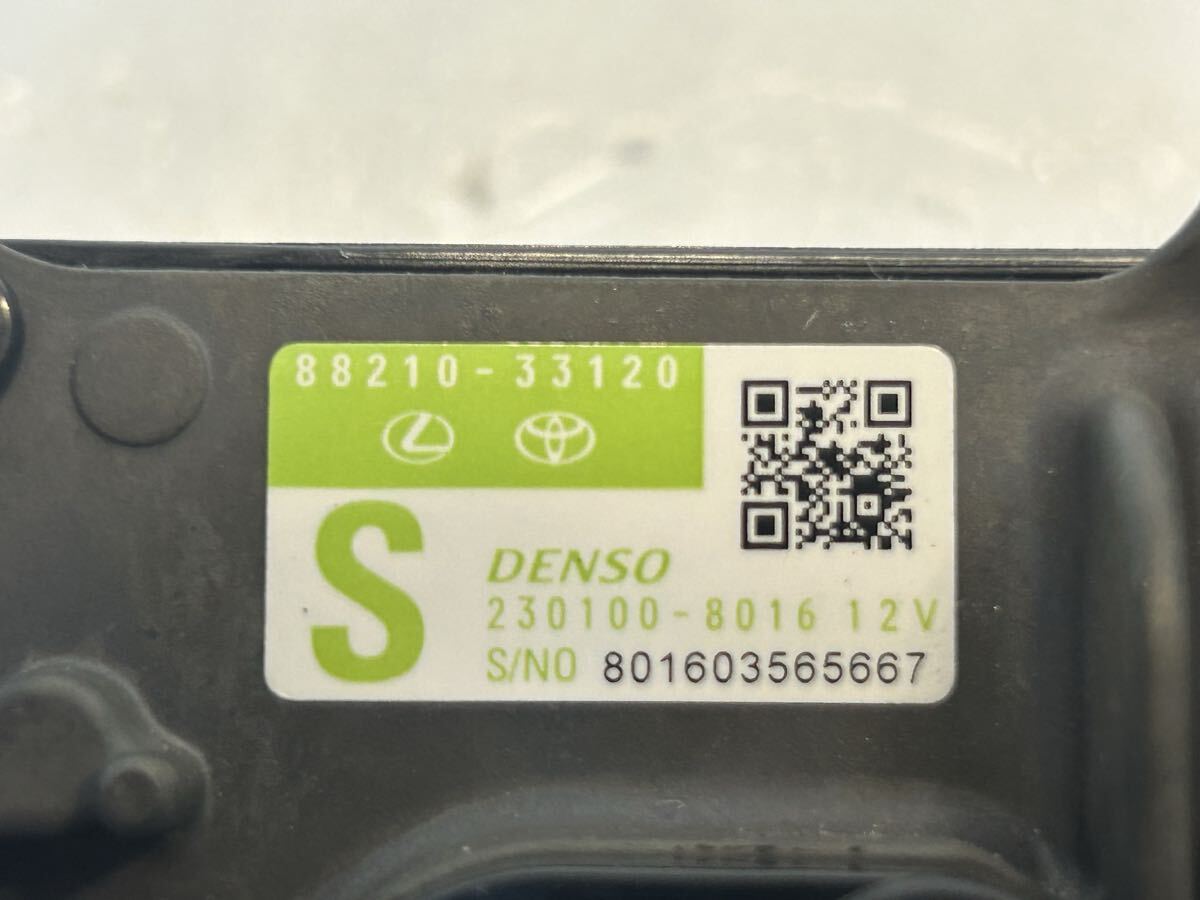 88210-33120
S
DENSO
230100-8016 12V
S/NO 801603565667